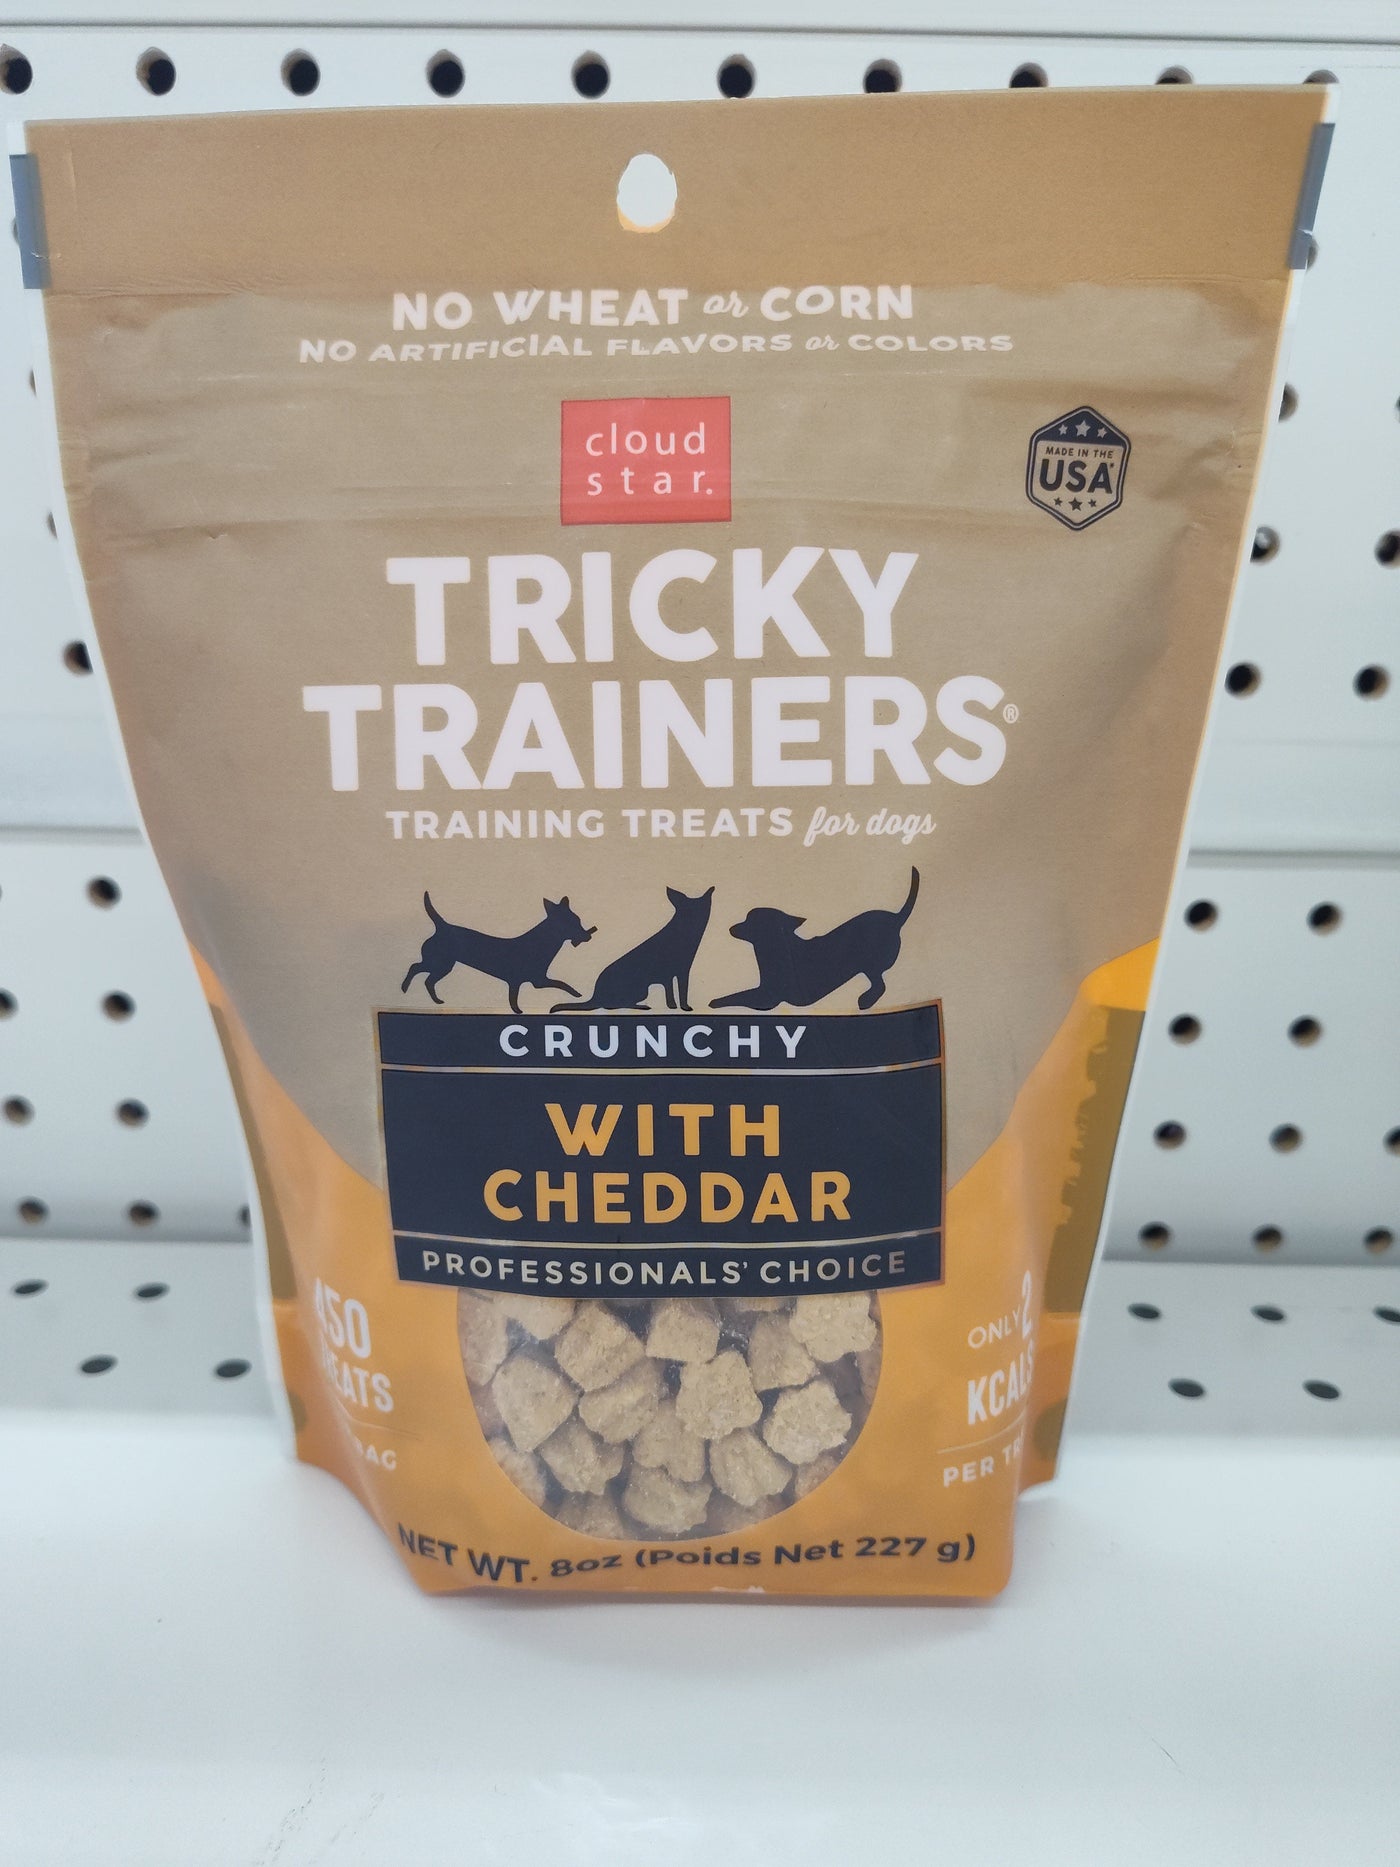 NO WHEAT or CORN
NO ARTIFICIAL FLAVORS or COLORS
cloud
star.
MADE IN THE
USA*
TRICKY
TRAINERS®
TRAINING TREATS for dogs
CRUNCHY
WITH
CHEDDAR
PROFESSIONALS' CHOICE
450
ONLY 2
KCALS
PER
NET WT. 8oz (Poids Net 227 g)